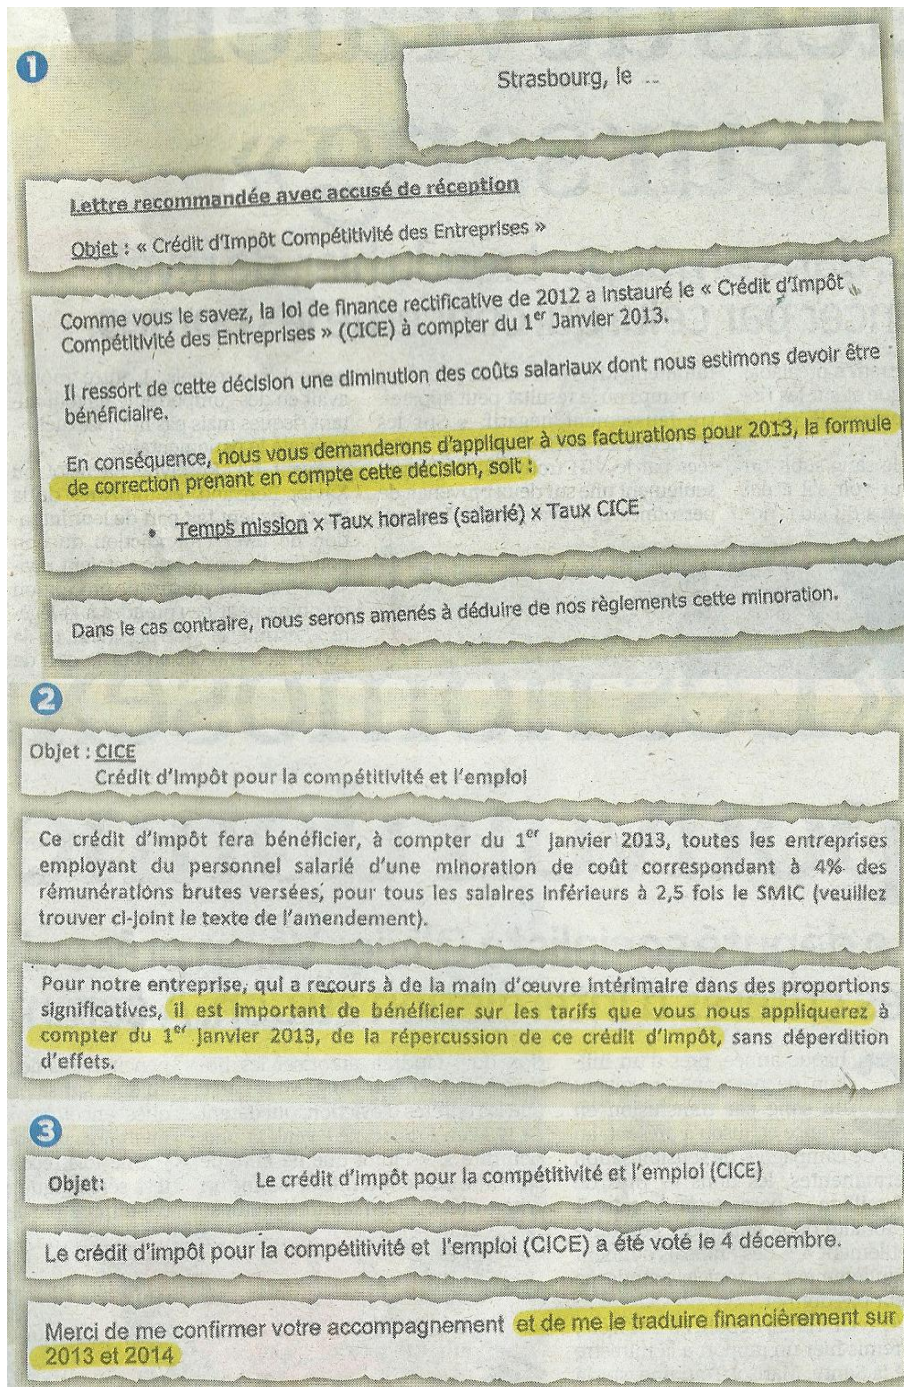 1
Strasbourg, le ..
Lettre recommandée avec accusé de réception
Objet : « Crédit d'Impôt Compétitivité des Entreprises »
Comme vous le savez, la loi de finance rectificative de 2012 a instauré le « Crédit d'Impôt
Compétitivité des Entreprises » (CICE) à compter du 1er Janvier 2013.
Il ressort de cette décision une diminution des coûts salariaux dont nous estimons devoir être
bénéficiaire.
En conséquence, nous vous demanderons d'appliquer à vos facturations pour 2013, la formule
de correction prenant en compte cette décision, soit :
• Temps mission x Taux horaires (salarié) x Taux CICE
Dans le cas contraire, nous serons amenés à déduire de nos règlements cette minoration.
2
Objet : CICE
Crédit d'impôt pour la compétitivité et l'emploi
Ce crédit d'impôt fera bénéficier, à compter du 1er janvier 2013, toutes les entreprises
employant du personnel salarié d'une minoration de coût correspondant à 4% des
rémunérations brutes versées, pour tous les salaires inférieurs à 2,5 fois le SMIC (veuillez
trouver ci-joint le texte de l'amendement).
Pour notre entreprise, qui a recours à de la main d'œuvre intérimaire dans des proportions
significatives, il est important de bénéficier sur les tarifs que vous nous appliquerez à
compter du 1er janvier 2013, de la répercussion de ce crédit d'impôt, sans déperdition
d'effets.
3
Objet: Le crédit d'impôt pour la compétitivité et l'emploi (CICE)
Le crédit d'impôt pour la compétitivité et l'emploi (CICE) a été voté le 4 décembre.
Merci de me confirmer votre accompagnement et de me le traduire financièrement sur
2013 et 2014